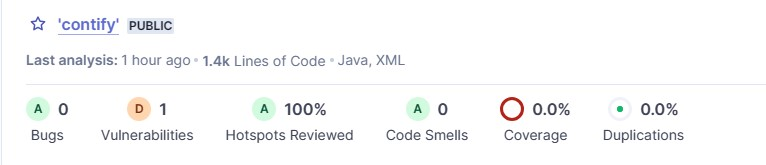 'contify' PUBLIC
Last analysis: 1 hour ago • 1.4k Lines of Code • Java, XML
A 0 D 1 A 100% A 0 0.0% 0.0%
Bugs Vulnerabilities Hotspots Reviewed Code Smells Coverage Duplications